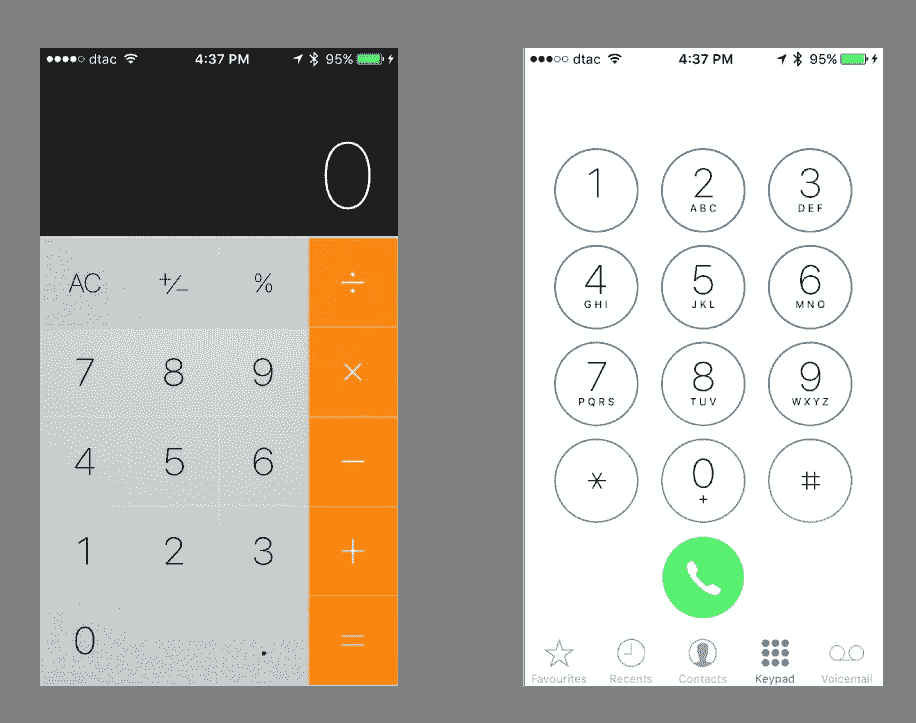 dtac 4:37 PM 95%
0
AC +/- % ÷
7 8 9 ×
4 5 6 −
1 2 3 +
0 . =
dtac 4:37 PM 95%
1 2 3
ABC DEF
4 5 6
GHI JKL MNO
7 8 9
PQRS TUV WXYZ
* 0 #
+
Favourites Recents Contacts Keypad Voicemail